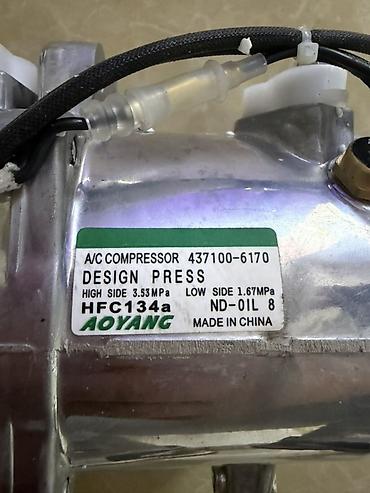 A/C COMPRESSOR 437100-6170
DESIGN PRESS
HIGH SIDE 3.53MPa LOW SIDE 1.67MPa
HFC134a ND-OIL 8
AOYANG MADE IN CHINA